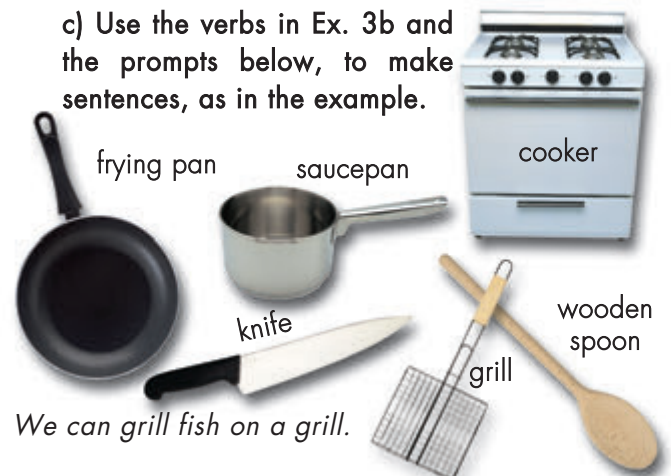 c) Use the verbs in Ex. 3b and
the prompts below, to make
sentences, as in the example.
cooker
frying pan
saucepan
wooden
spoon
knife
grill
We can grill fish on a grill.